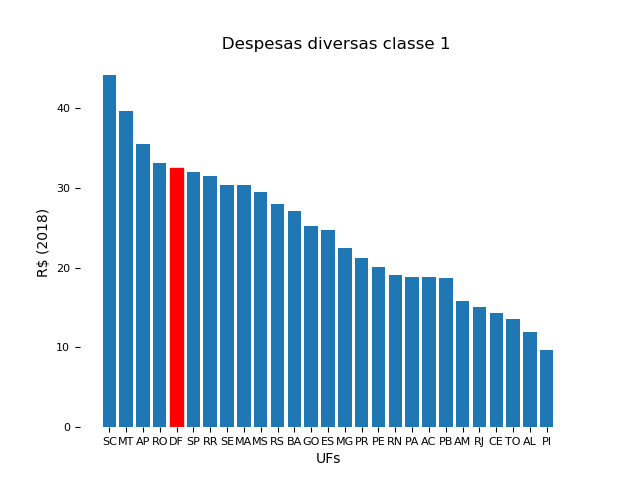 Despesas diversas classe 1
R$ (2018)
40
30
20
10
0
SC MT AP RO DF SP RR SE MA MS RS BA GO ES MG PR PE RN PA AC PB AM RJ CE TO AL PI
UFs